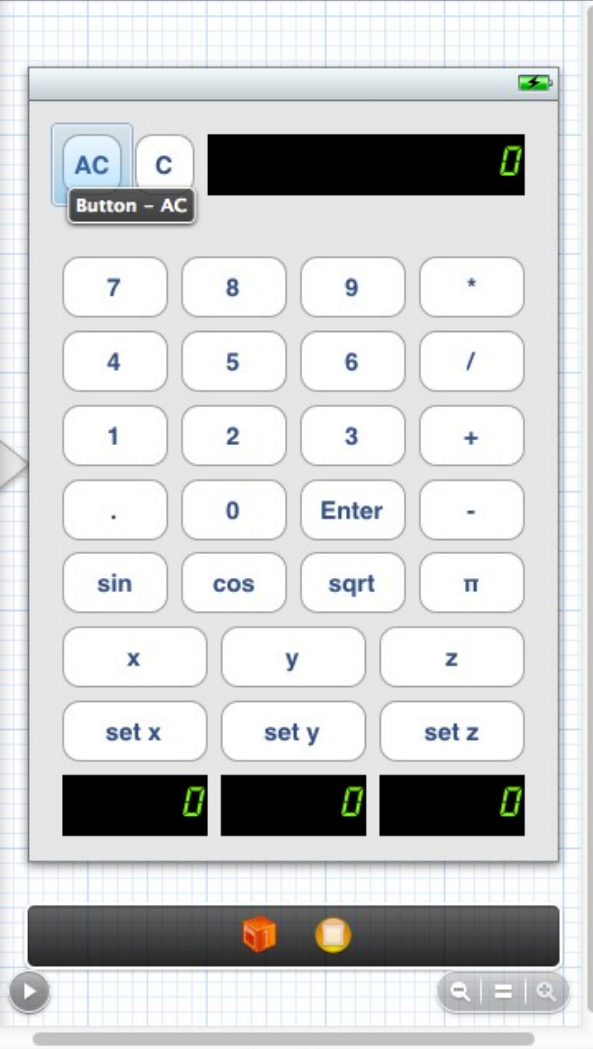 AC C 0
Button – AC
7 8 9 *
4 5 6 /
1 2 3 +
. 0 Enter -
sin cos sqrt π
x y z
set x set y set z
0 0 0